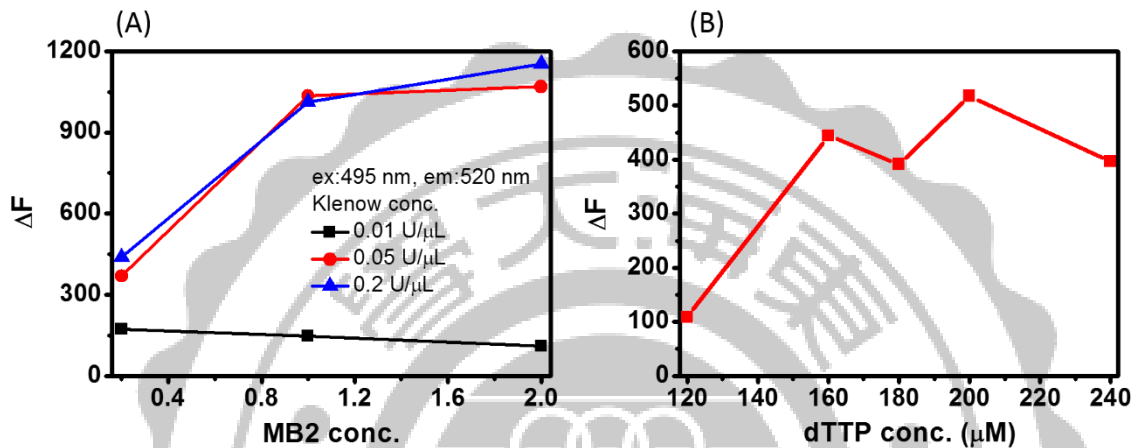 (A)
1200
900
600
300
0
ΔF
ex:495 nm, em:520 nm
Klenow conc.
0.01 U/μL
0.05 U/μL
0.2 U/μL
0.4 0.8 1.2 1.6 2.0
MB2 conc.
(B)
600
500
400
300
200
100
0
ΔF
120 140 160 180 200 220 240
dTTP conc. (μM)